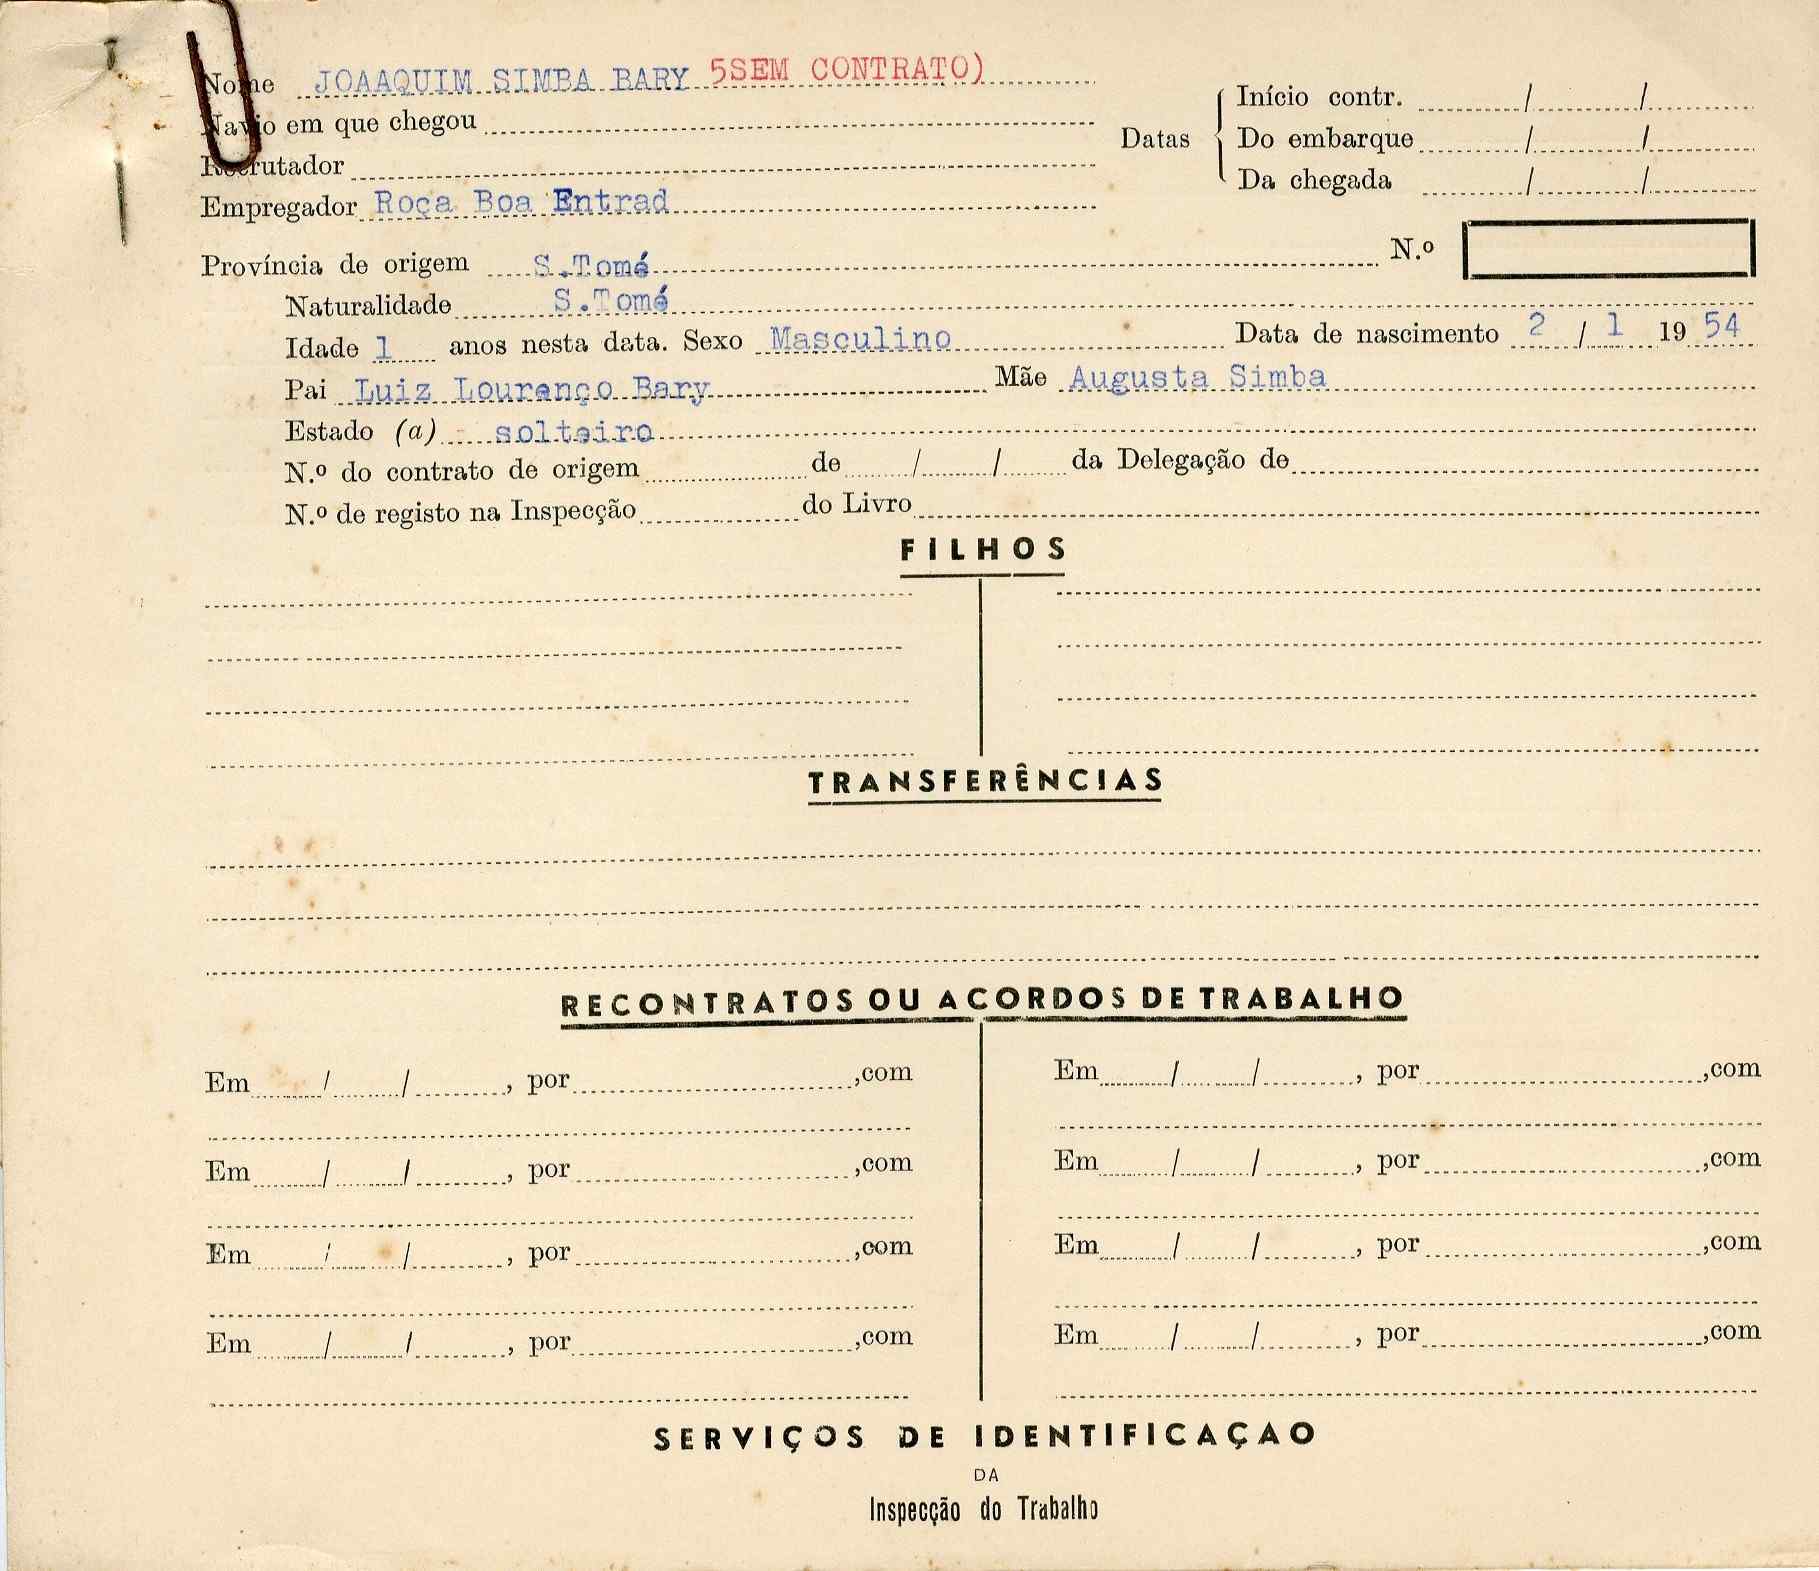 Nome JOAAQUIM SIMBA BARY 5SEM CONTRATO)
Navio em que chegou
Recrutador
Empregador Roça Boa Entrad
Datas
Início contr. / /
Do embarque / /
Da chegada / /
Província de origem S.Tomé N.º
Naturalidade S.Tomé
Idade 1 anos nesta data. Sexo Masculino Data de nascimento 2 / 1 19 54
Pai Luiz Lourenço Bary Mãe Augusta Simba
Estado (a) solteiro
N.º do contrato de origem de / / da Delegação de
N.º de registo na Inspecção do Livro
FILHOS
TRANSFERÊNCIAS
RECONTRATOS OU ACORDOS DE TRABALHO
Em / / , por ,com
Em / / , por ,com
Em / / , por ,com
Em / / , por ,com
Em / / , por ,com
Em / / , por ,com
Em / / , por ,com
Em / / , por ,com
SERVIÇOS DE IDENTIFICAÇAO
DA
Inspecção do Trabalho